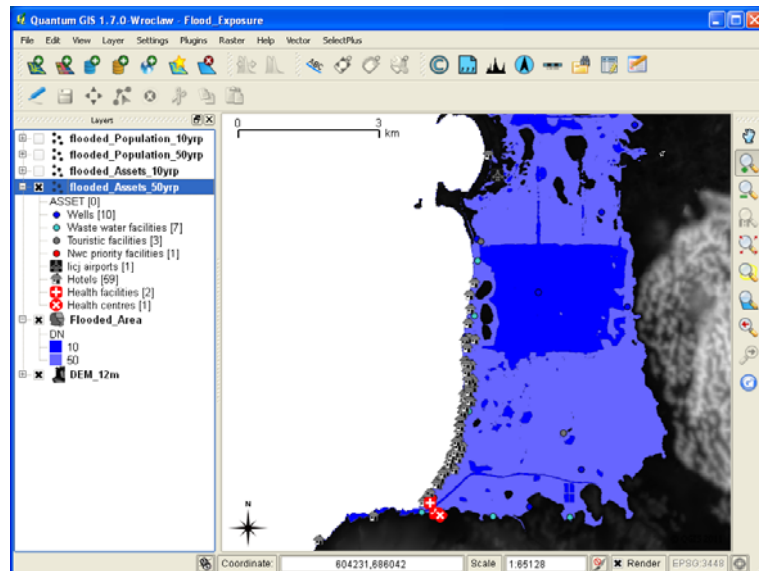 Quantum GIS 1.7.0-Wroclaw - Flood_Exposure
File Edit View Layer Settings Plugins Raster Help Vector SelectPlus
Layers
flooded_Population_10yrp
flooded_Population_50yrp
flooded_Assets_10yrp
flooded_Assets_50yrp
ASSET [0]
Wells [10]
Waste water facilities [7]
Touristic facilities [3]
Nwc priority facilities [1]
licj airports [1]
Hotels [59]
Health facilities [2]
Health centres [1]
Flooded_Area
DN
10
50
DEM_12m
0 3
km
N
Coordinate: 604231,686042 Scale 1:65128 Render EPSG:3448